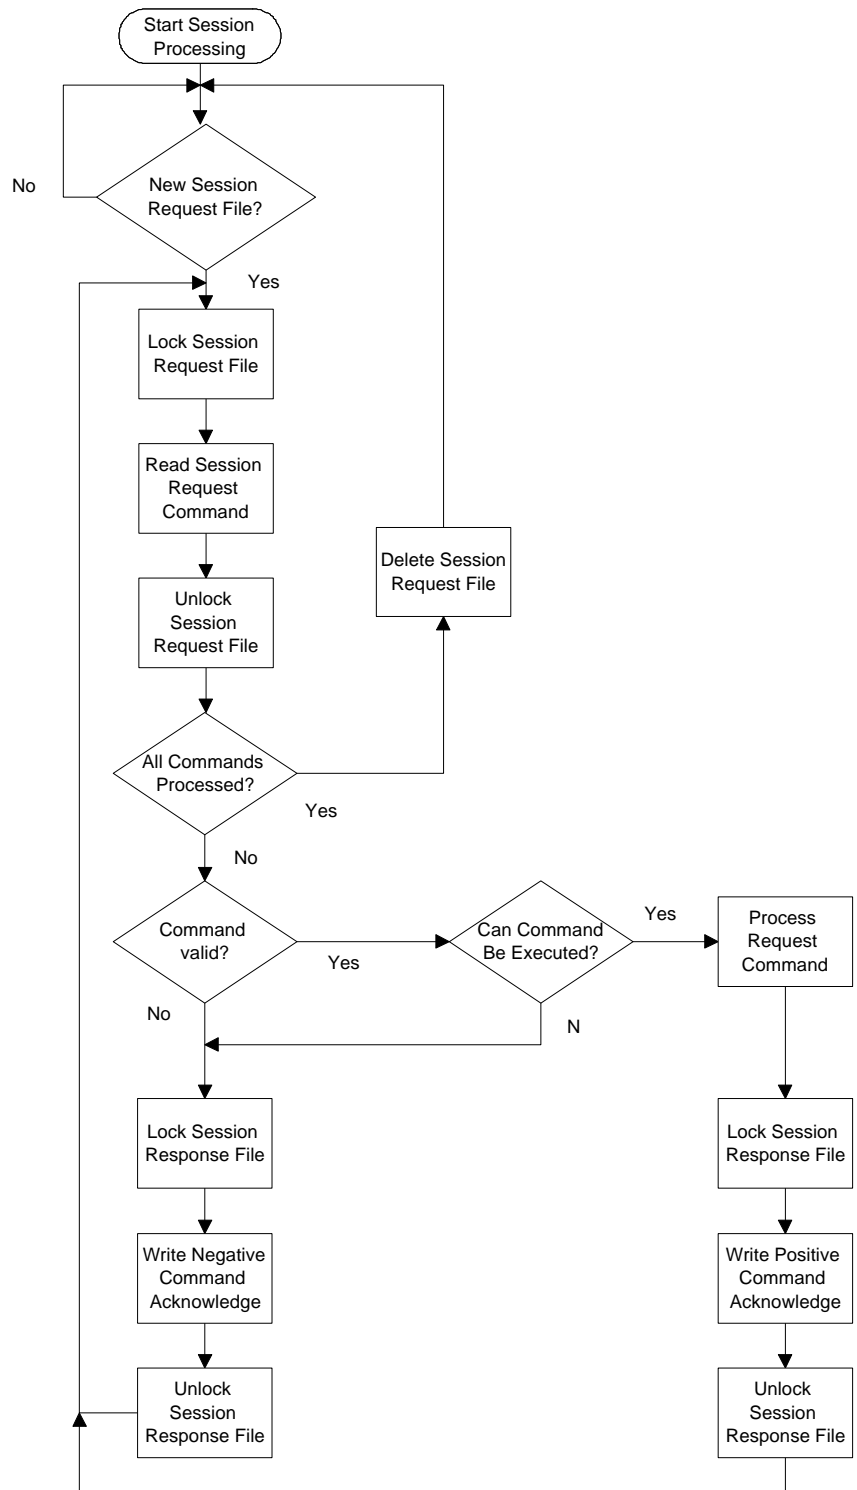 Start Session
Processing
No
New Session
Request File?
Yes
Lock Session
Request File
Read Session
Request
Command
Delete Session
Request File
Unlock
Session
Request File
All Commands
Processed?
Yes
No
Command
valid?
Yes
Can Command
Be Executed?
Yes
Process
Request
Command
No
N
Lock Session
Response File
Lock Session
Response File
Write Negative
Command
Acknowledge
Write Positive
Command
Acknowledge
Unlock
Session
Response File
Unlock
Session
Response File